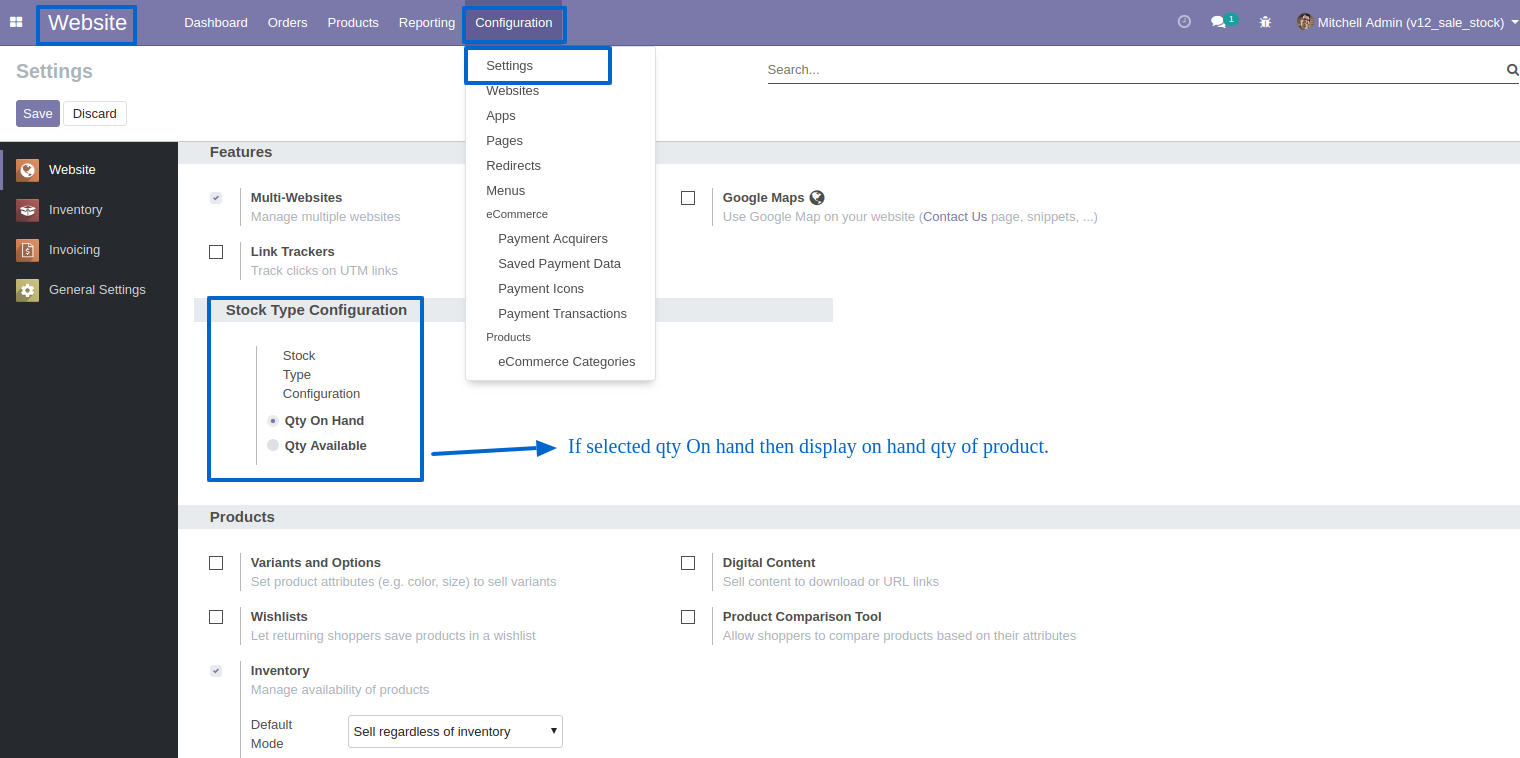 Website
Dashboard Orders Products Reporting Configuration
1 Mitchell Admin (v12_sale_stock)
Settings
Search...
Save Discard
Settings
Websites
Apps
Pages
Redirects
Menus
eCommerce
Payment Acquirers
Saved Payment Data
Payment Icons
Payment Transactions
Products
eCommerce Categories
Website
Inventory
Invoicing
General Settings
Features
Multi-Websites
Manage multiple websites
Google Maps
Use Google Map on your website (Contact Us page, snippets, ...)
Link Trackers
Track clicks on UTM links
Stock Type Configuration
Stock
Type
Configuration
Qty On Hand
Qty Available
If selected qty On hand then display on hand qty of product.
Products
Variants and Options
Set product attributes (e.g. color, size) to sell variants
Digital Content
Sell content to download or URL links
Wishlists
Let returning shoppers save products in a wishlist
Product Comparison Tool
Allow shoppers to compare products based on their attributes
Inventory
Manage availability of products
Default
Mode
Sell regardless of inventory